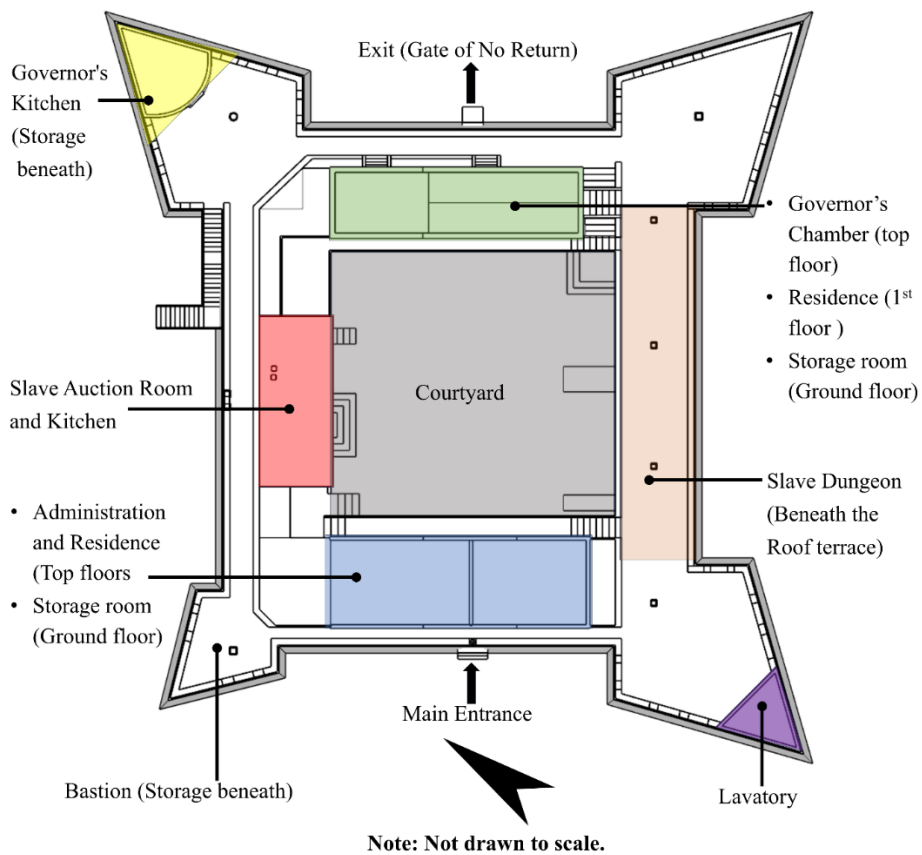 Exit (Gate of No Return)
Governor's
Kitchen
(Storage
beneath)
• Governor’s
Chamber (top
floor)
• Residence (1st
floor )
• Storage room
(Ground floor)
Slave Auction Room
and Kitchen
Courtyard
• Administration
and Residence
(Top floors
• Storage room
(Ground floor)
Slave Dungeon
(Beneath the
Roof terrace)
Main Entrance
Bastion (Storage beneath)
Lavatory
Note: Not drawn to scale.